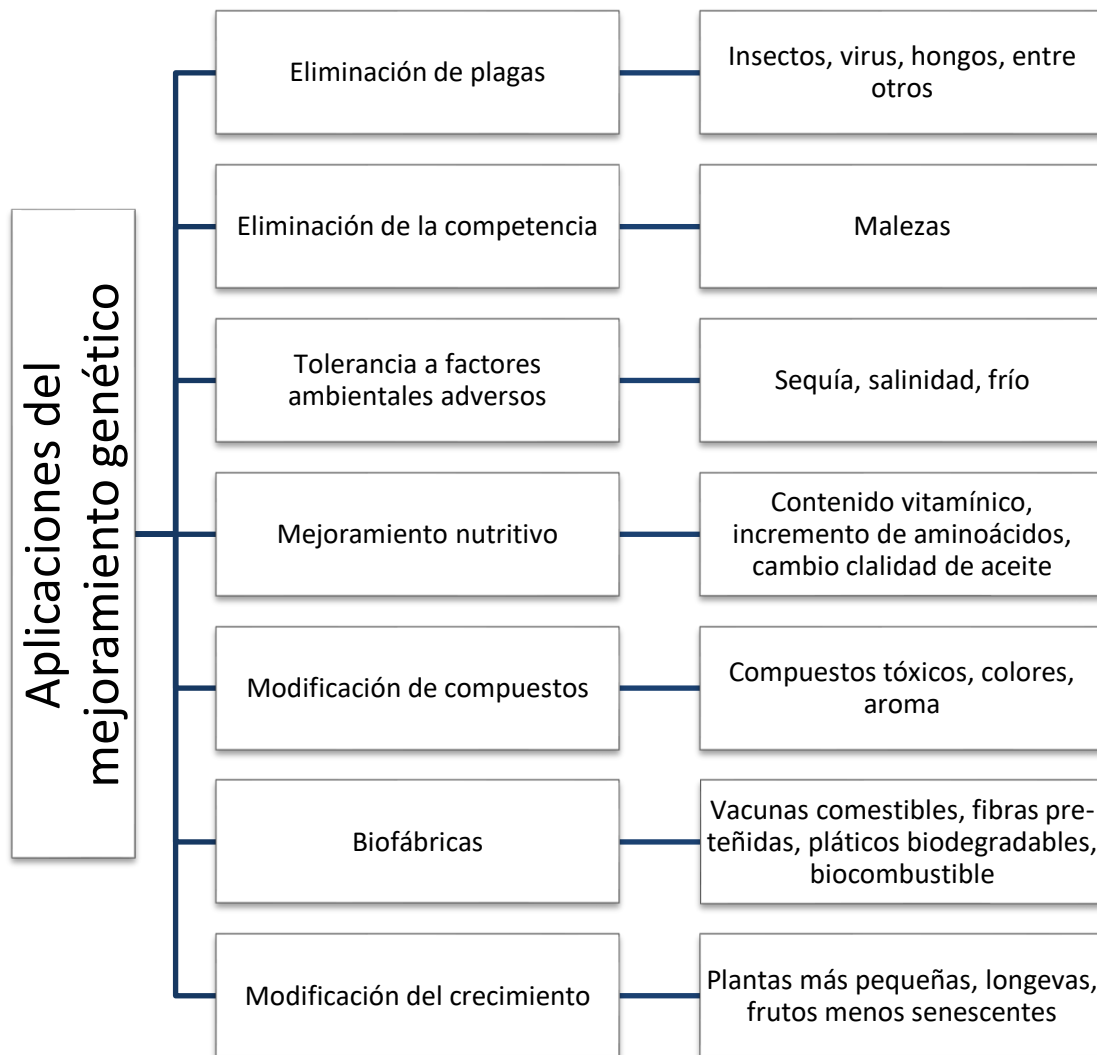 Aplicaciones del
mejoramiento genético
Eliminación de plagas
Insectos, virus, hongos, entre
otros
Eliminación de la competencia
Malezas
Tolerancia a factores
ambientales adversos
Sequía, salinidad, frío
Mejoramiento nutritivo
Contenido vitamínico,
incremento de aminoácidos,
cambio clalidad de aceite
Modificación de compuestos
Compuestos tóxicos, colores,
aroma
Biofábricas
Vacunas comestibles, fibras pre-
teñidas, pláticos biodegradables,
biocombustible
Modificación del crecimiento
Plantas más pequeñas, longevas,
frutos menos senescentes